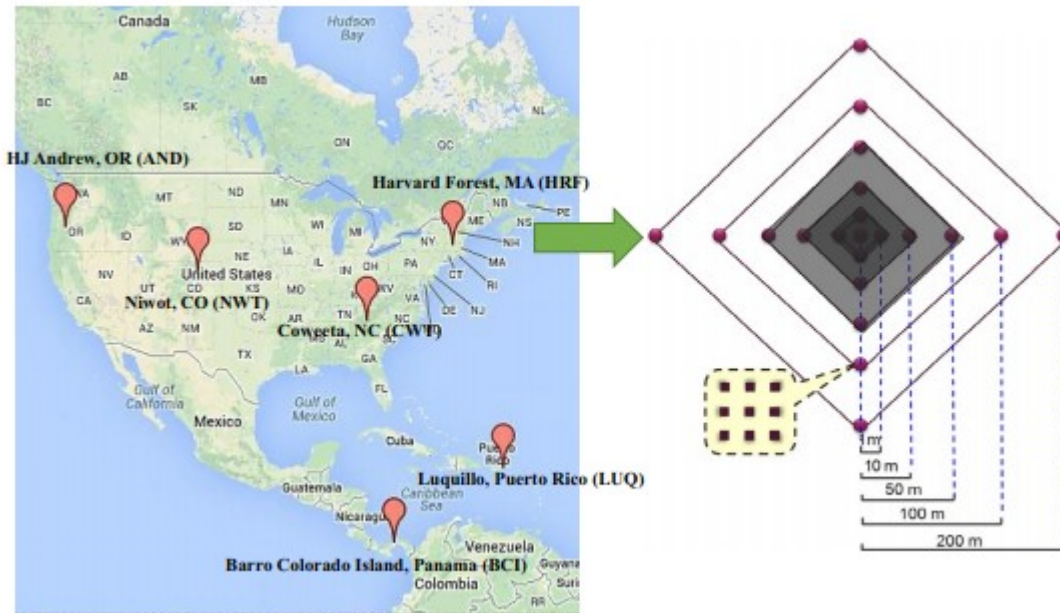 Canada
Hudson
Bay
AB
BC
SK
NL
ON
QC
HJ Andrew, OR (AND)
Harvard Forest, MA (HRF)
WA
MT
ND
MN
NB
PE
ME
NS
OR
ID
WY
SD
WI
MI
NY
NH
MA
CT
RI
IA
NE
IL
IN
OH
PA
NJ
DE
United States
NV
UT
CO
KS
MO
VA
CA
Niwot, CO (NWT)
Coweeta, NC (CWT)
AZ
NM
OK
TN
NC
AL
GA
TX
LA
FL
Gulf of
California
Gulf of
Mexico
Mexico
Cuba
Puerto
Rico
Luquillo, Puerto Rico (LUQ)
Guatemala
Caribbean
Sea
Nicaragua
Barro Colorado Island, Panama (BCI)
Venezuela
Guyana
Colombia
RR
10 m
50 m
100 m
200 m